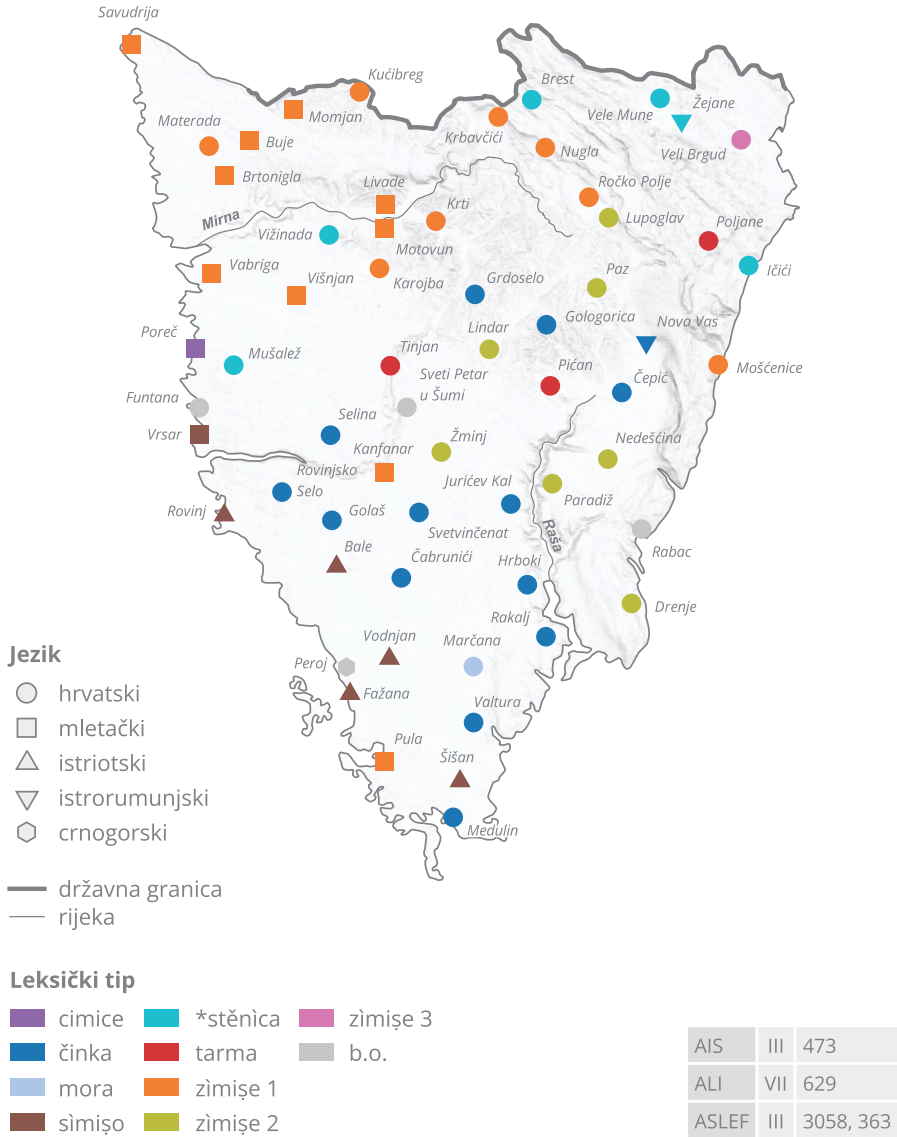 Savudrija
Kućibreg
Brest
Momjan
Vele Mune
Žejane
Materada
Buje
Krbavčići
Nugla
Veli Brgud
Brtonigla
Livade
Ročko Polje
Krti
Mirna
Lupoglav
Poljane
Vižinada
Motovun
Vabriga
Višnjan
Karojba
Grdoselo
Paz
Ičići
Gologorica
Nova Vas
Poreč
Lindar
Mušalež
Tinjan
Pićan
Mošćenice
Sveti Petar
u Šumi
Čepić
Funtana
Selina
Vrsar
Žminj
Nedešćina
Kanfanar
Rovinjsko
Selo
Jurićev Kal
Paradiž
Rovinj
Golaš
Svetvinčenat
Raša
Bale
Čabrunići
Hrboki
Rabac
Rakalj
Drenje
Vodnjan
Marčana
Peroj
Fažana
Valtura
Pula
Šišan
Medulin
Jezik
hrvatski
mletački
istriotski
istrorumunjski
crnogorski
državna granica
rijeka
Leksički tip
cimice
*stěnìca
zìmiṣe 3
činka
tarma
b.o.
mora
zìmiṣe 1
sìmiṣo
zìmiṣe 2
AIS III 473
ALI VII 629
ASLEF III 3058, 363